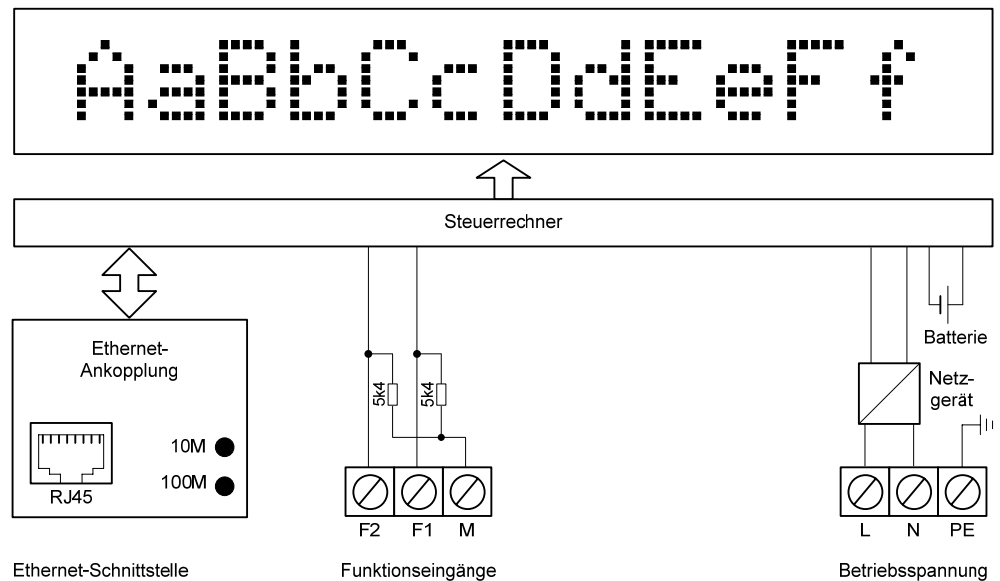 AaBbCcDdEeFf
Steuerrechner
Ethernet-
Ankopplung
10M
100M
RJ45
Ethernet-Schnittstelle
5k4
5k4
F2
F1
M
Funktionseingänge
Batterie
Netz-
gerät
L
N
PE
Betriebsspannung